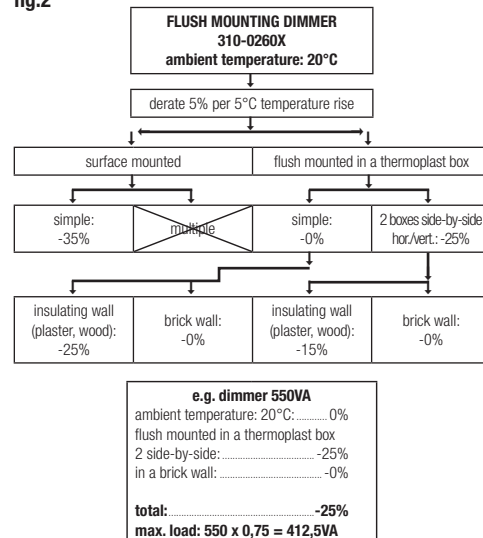 fig.2
FLUSH MOUNTING DIMMER
310-0260X
ambient temperature: 20°C
derate 5% per 5°C temperature rise
surface mounted
flush mounted in a thermoplast box
simple:
-35%
multiple
simple:
-0%
2 boxes side-by-side
hor./vert.: -25%
insulating wall
(plaster, wood):
-25%
brick wall:
-0%
insulating wall
(plaster, wood):
-15%
brick wall:
-0%
e.g. dimmer 550VA
ambient temperature: 20°C:............0%
flush mounted in a thermoplast box
2 side-by-side:................................-25%
in a brick wall:...................................-0%
total:................................................-25%
max. load: 550 x 0,75 = 412,5VA